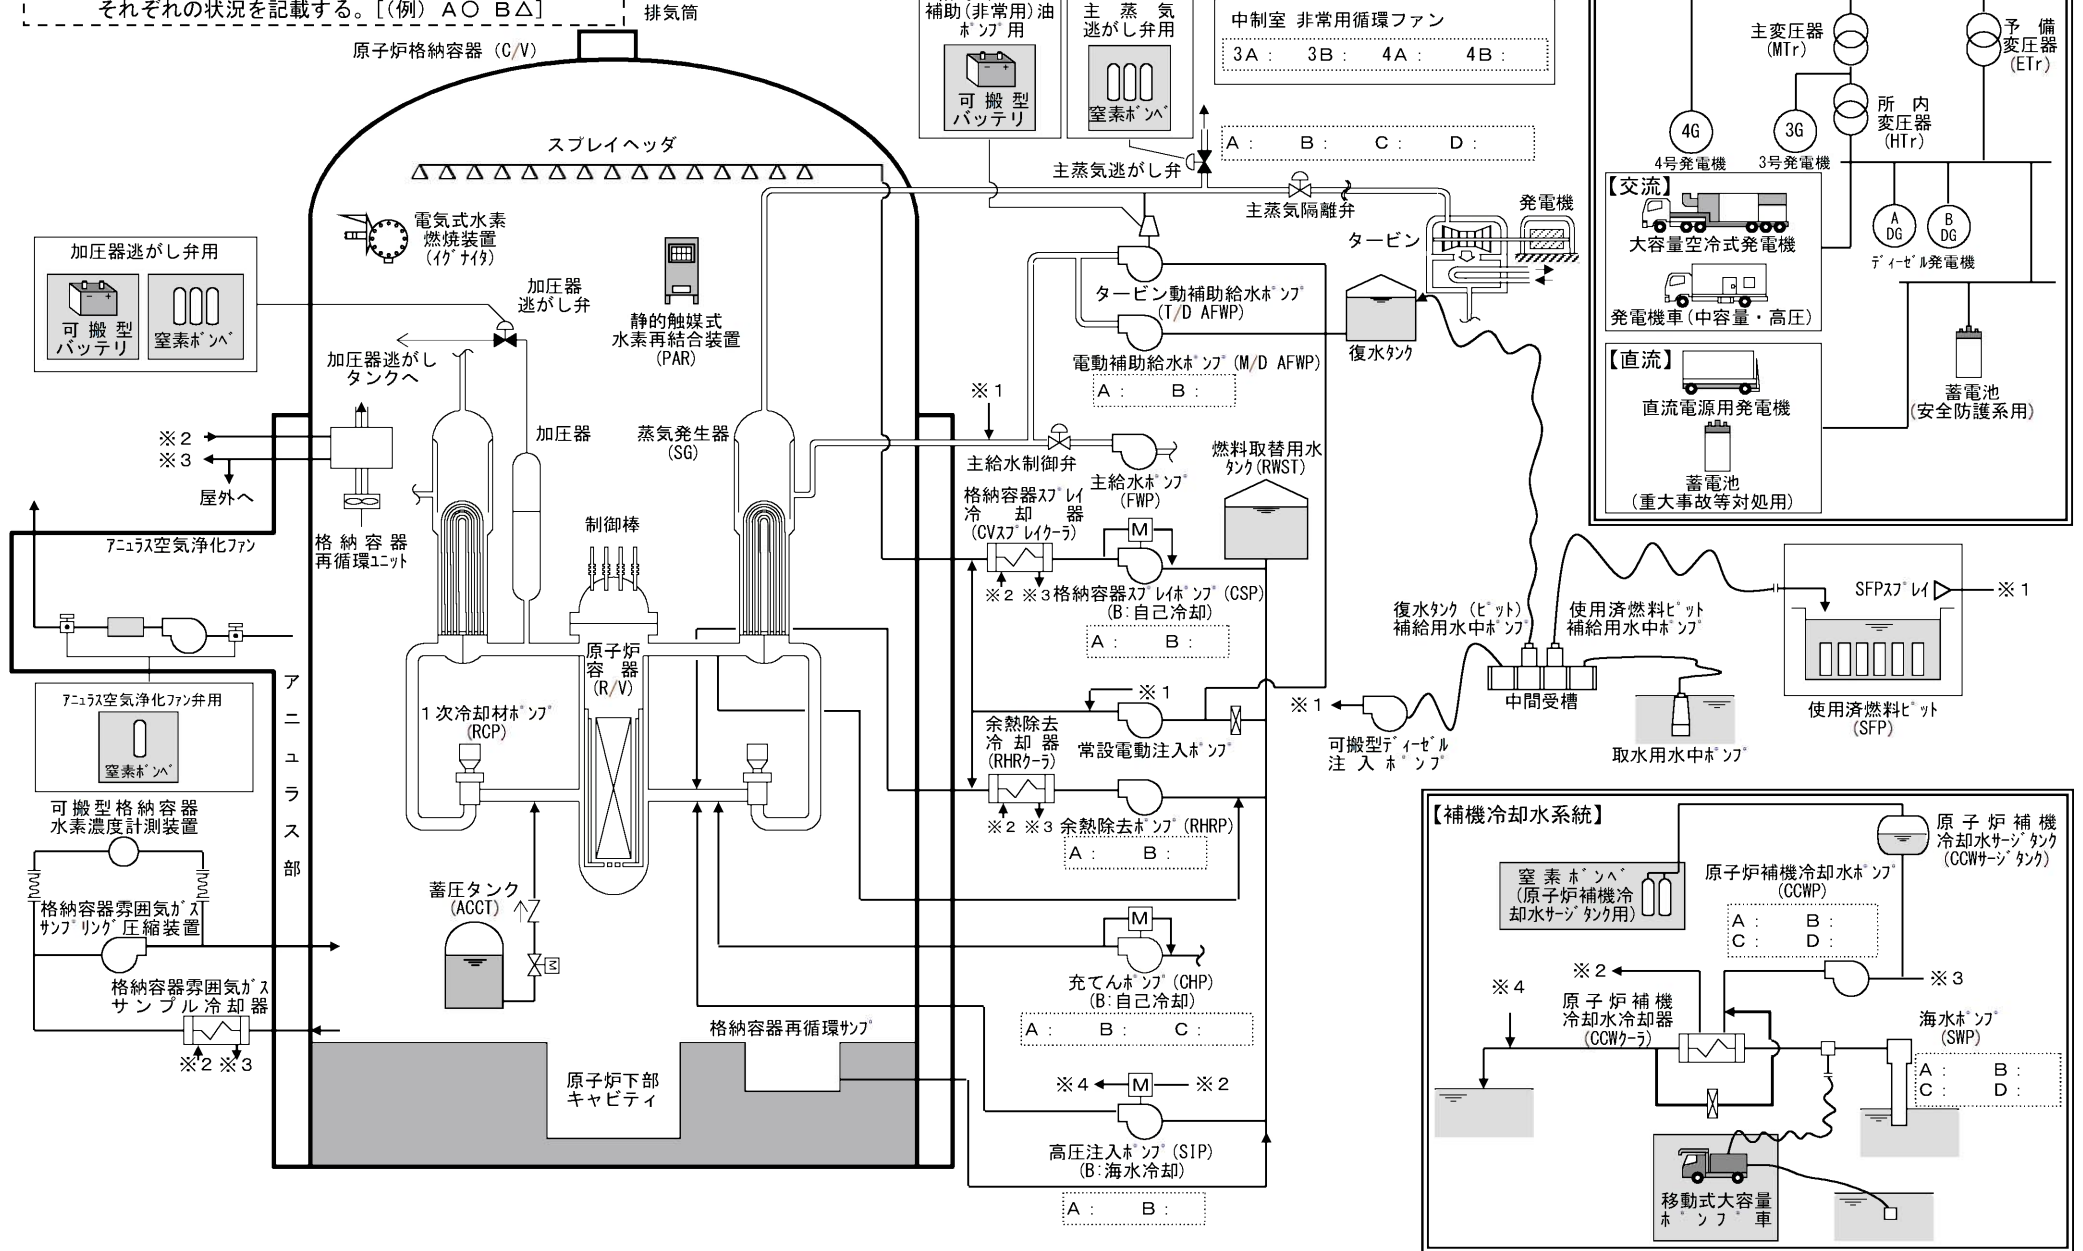 それぞれの状況を記載する。[(例) A○ B△]
排気筒
原子炉格納容器 (C/V)
補助(非常用)油
ﾎﾟﾝﾌﾟ用
可搬型
バッテリ
主蒸気
逃がし弁用
窒素ﾎﾞﾝﾍﾞ
中制室 非常用循環ファン
3A: 3B: 4A: 4B:
A: B: C: D:
主蒸気逃がし弁
主蒸気隔離弁
スプレイヘッダ
電気式水素
燃焼装置
(ｲｸﾞﾅｲﾀ)
静的触媒式
水素再結合装置
(PAR)
加圧器逃がし弁用
可搬型
バッテリ
窒素ﾎﾞﾝﾍﾞ
加圧器
逃がし弁
加圧器逃がし
タンクへ
※2
※3
屋外へ
格納容器
再循環ﾕﾆｯﾄ
加圧器
蒸気発生器
(SG)
制御棒
原子炉
容器
(R/V)
1次冷却材ﾎﾟﾝﾌﾟ
(RCP)
蓄圧タンク
(ACCT)
M
格納容器再循環ｻﾝﾌﾟ
原子炉下部
キャビティ
ｱﾆｭﾗｽ空気浄化ﾌｧﾝ
ｱﾆｭﾗｽ空気浄化ﾌｧﾝ弁用
窒素ﾎﾞﾝﾍﾞ
アニュラス部
可搬型格納容器
水素濃度計測装置
格納容器雰囲気ｶﾞｽ
ｻﾝﾌﾟﾘﾝｸﾞ圧縮装置
格納容器雰囲気ｶﾞｽ
サンプル冷却器
※2 ※3
タービン
発電機
タービン動補助給水ﾎﾟﾝﾌﾟ
(T/D AFWP)
電動補助給水ﾎﾟﾝﾌﾟ(M/D AFWP)
A: B:
復水ﾀﾝｸ
※1
主給水制御弁
主給水ﾎﾟﾝﾌﾟ
(FWP)
燃料取替用水
ﾀﾝｸ(RWST)
格納容器ｽﾌﾟﾚｲ
冷却器
(CVｽﾌﾟﾚｲｸｰﾗ)
M
※2 ※3
格納容器ｽﾌﾟﾚｲﾎﾟﾝﾌﾟ(CSP)
(B:自己冷却)
A: B:
※1
常設電動注入ﾎﾟﾝﾌﾟ
余熱除去
冷却器
(RHRｸｰﾗ)
※2 ※3
余熱除去ﾎﾟﾝﾌﾟ(RHRP)
A: B:
M
充てんﾎﾟﾝﾌﾟ(CHP)
(B:自己冷却)
A: B: C:
※4
M
※2
高圧注入ﾎﾟﾝﾌﾟ(SIP)
(B:海水冷却)
A: B:
※1
可搬型ﾃﾞｨｰｾﾞﾙ
注入ﾎﾟﾝﾌﾟ
復水ﾀﾝｸ(ﾋﾟｯﾄ)
補給用水中ﾎﾟﾝﾌﾟ
使用済燃料ﾋﾟｯﾄ
補給用水中ﾎﾟﾝﾌﾟ
中間受槽
取水用水中ﾎﾟﾝﾌﾟ
SFPｽﾌﾟﾚｲ
※1
使用済燃料ﾋﾟｯﾄ
(SFP)
主変圧器
(MTr)
予備
変圧器
(ETr)
所内
変圧器
(HTr)
4G
4号発電機
3G
3号発電機
【交流】
大容量空冷式発電機
発電機車(中容量・高圧)
A
DG
B
DG
ﾃﾞｨｰｾﾞﾙ発電機
【直流】
直流電源用発電機
蓄電池
(重大事故等対処用)
蓄電池
(安全防護系用)
【補機冷却水系統】
原子炉補機
冷却水ｻｰｼﾞﾀﾝｸ
(CCWｻｰｼﾞﾀﾝｸ)
窒素ﾎﾞﾝﾍﾞ
(原子炉補機冷
却水ｻｰｼﾞﾀﾝｸ用)
原子炉補機冷却水ﾎﾟﾝﾌﾟ
(CCWP)
A: B:
C: D:
※2
※3
※4
原子炉補機
冷却水冷却器
(CCWｸｰﾗ)
海水ﾎﾟﾝﾌﾟ
(SWP)
A: B:
C: D:
移動式大容量
ﾎﾟﾝﾌﾟ車